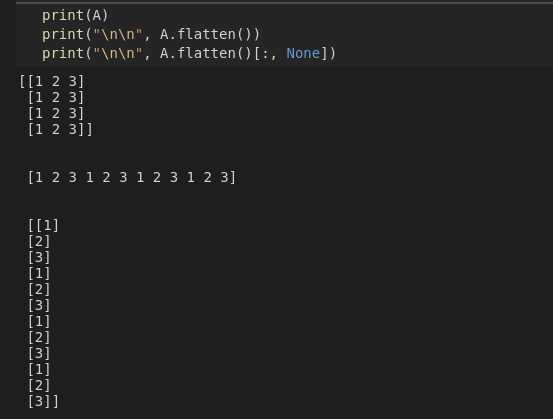 print(A)
print("\n\n", A.flatten())
print("\n\n", A.flatten()[:, None])
[[1 2 3]
 [1 2 3]
 [1 2 3]
 [1 2 3]]
 [1 2 3 1 2 3 1 2 3 1 2 3]
 [[1]
 [2]
 [3]
 [1]
 [2]
 [3]
 [1]
 [2]
 [3]
 [1]
 [2]
 [3]]